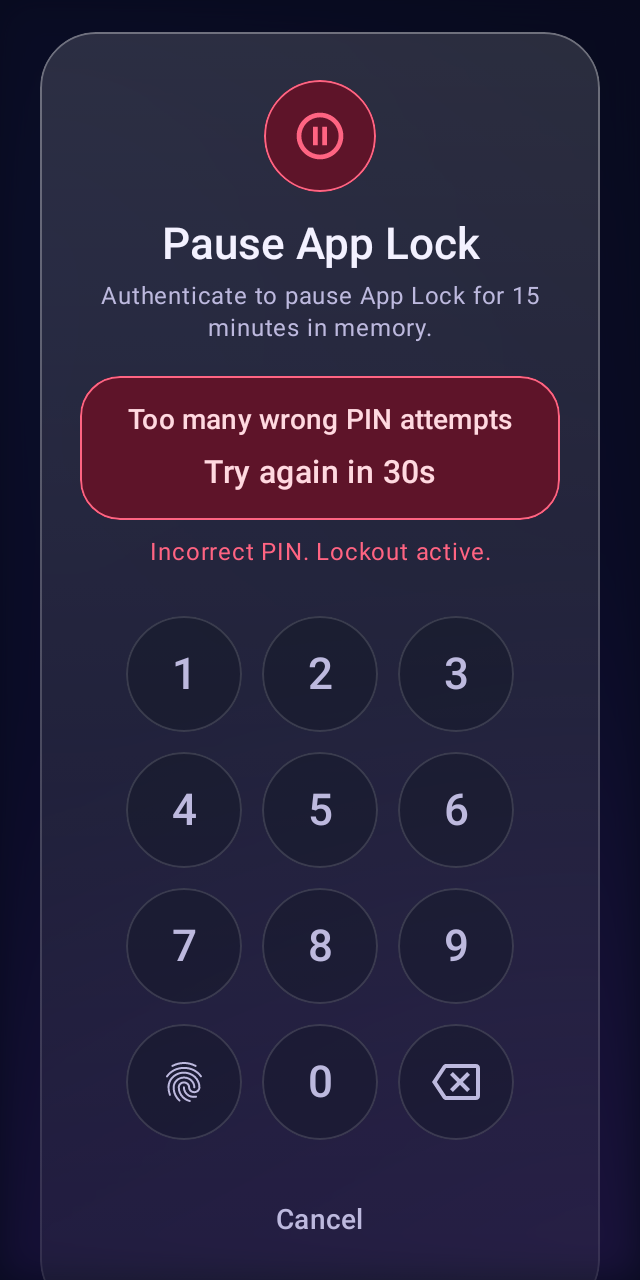 Pause App Lock
Authenticate to pause App Lock for 15
minutes in memory.
Too many wrong PIN attempts
Try again in 30s
Incorrect PIN. Lockout active.
1 2 3
4 5 6
7 8 9
0
Cancel